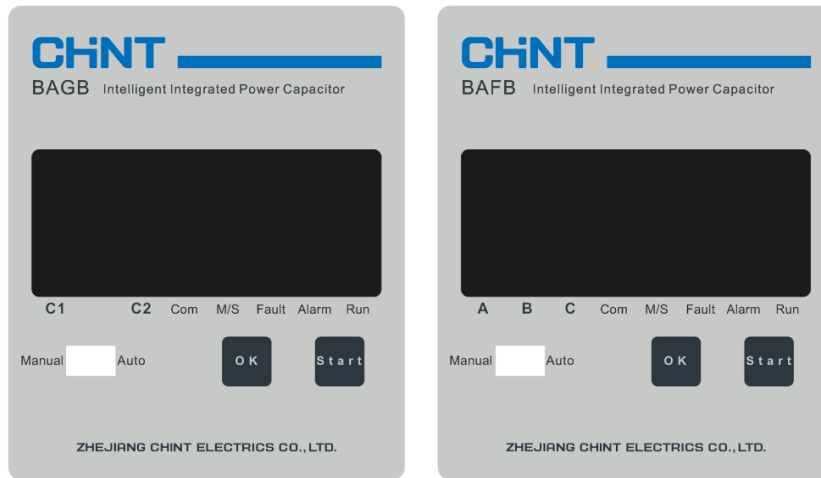 CHiNT
BAGB Intelligent Integrated Power Capacitor
C1 C2 Com M/S Fault Alarm Run
Manual Auto OK Start
ZHEJIANG CHINT ELECTRICS CO.,LTD.
CHiNT
BAFB Intelligent Integrated Power Capacitor
A B C Com M/S Fault Alarm Run
Manual Auto OK Start
ZHEJIANG CHINT ELECTRICS CO.,LTD.